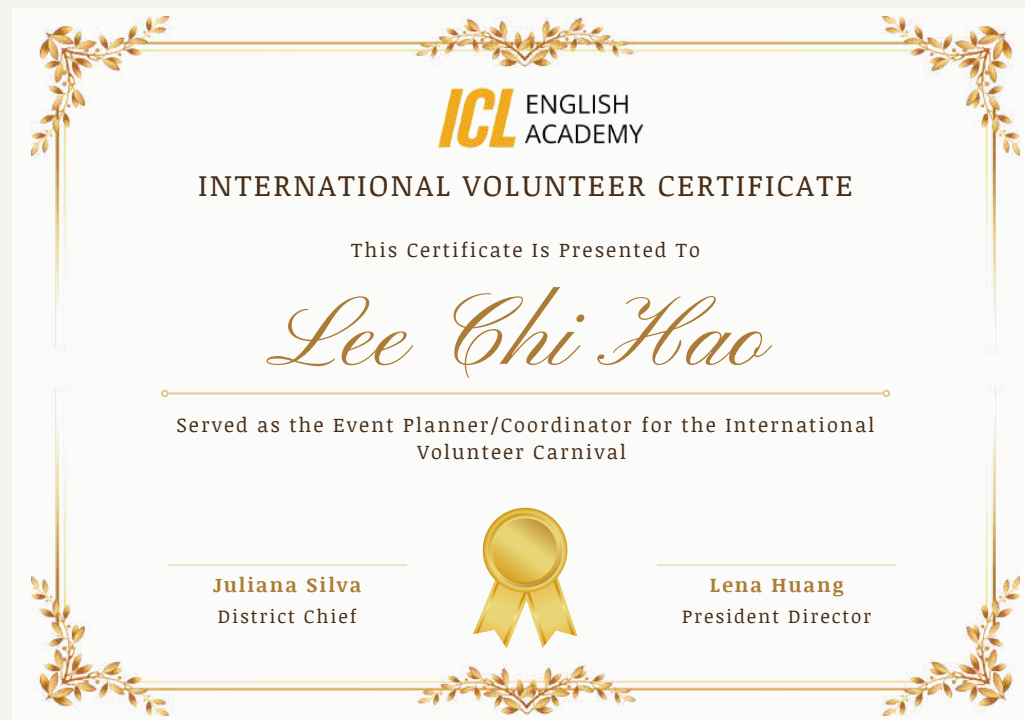 ICL ENGLISH
ACADEMY
INTERNATIONAL VOLUNTEER CERTIFICATE
This Certificate Is Presented To
Lee Chi Hao
Served as the Event Planner/Coordinator for the International
Volunteer Carnival
Juliana Silva
District Chief
Lena Huang
President Director